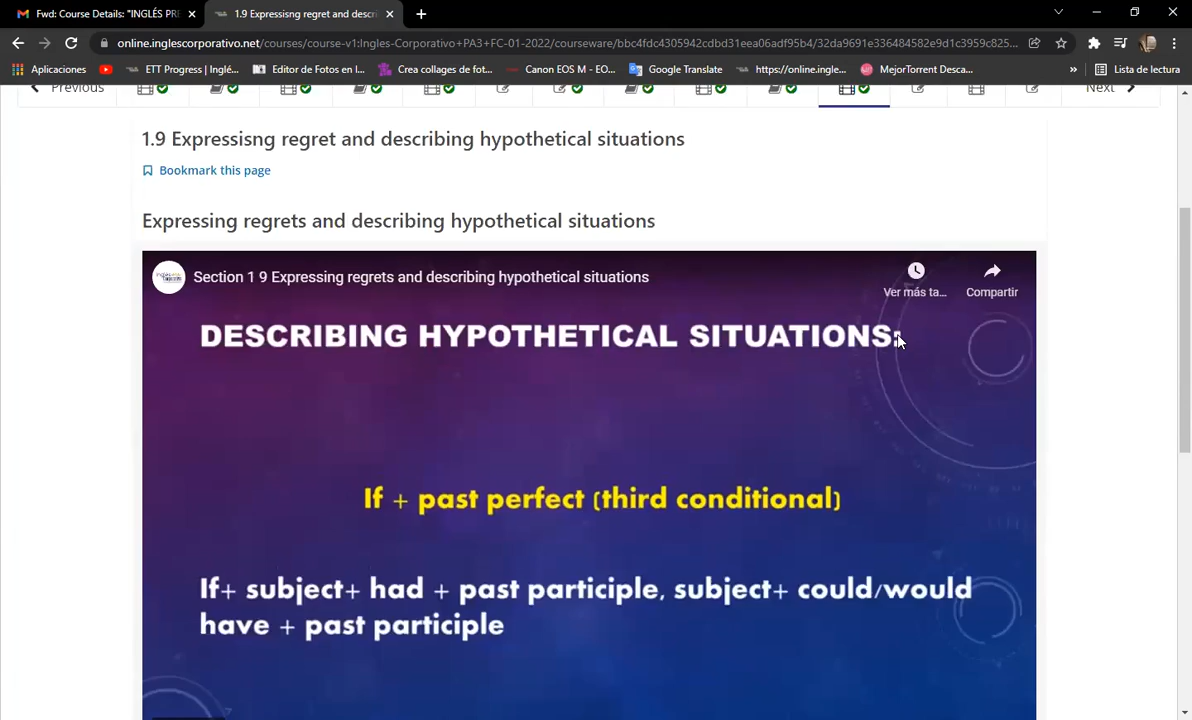 Fwd: Course Details: "INGLÉS PRE
1.9 Expressisng regret and descri
online.inglescorporativo.net/courses/course-v1:Ingles-Corporativo+PA3+FC-01-2022/courseware/bbc4fdc4305942cdbd31eea06adf95b4/32da9691e336484582e9d1c3959c825...
Aplicaciones
ETT Progress | Inglé...
Editor de Fotos en l...
Crea collages de fot...
Canon EOS M - EO...
Google Translate
https://online.ingle...
MejorTorrent Desca...
»
Lista de lectura
Previous
Next
1.9 Expressisng regret and describing hypothetical situations
Bookmark this page
Expressing regrets and describing hypothetical situations
Section 1 9 Expressing regrets and describing hypothetical situations
Ver más ta...
Compartir
DESCRIBING HYPOTHETICAL SITUATIONS:
If + past perfect (third conditional)
If+ subject+ had + past participle, subject+ could/would
have + past participle